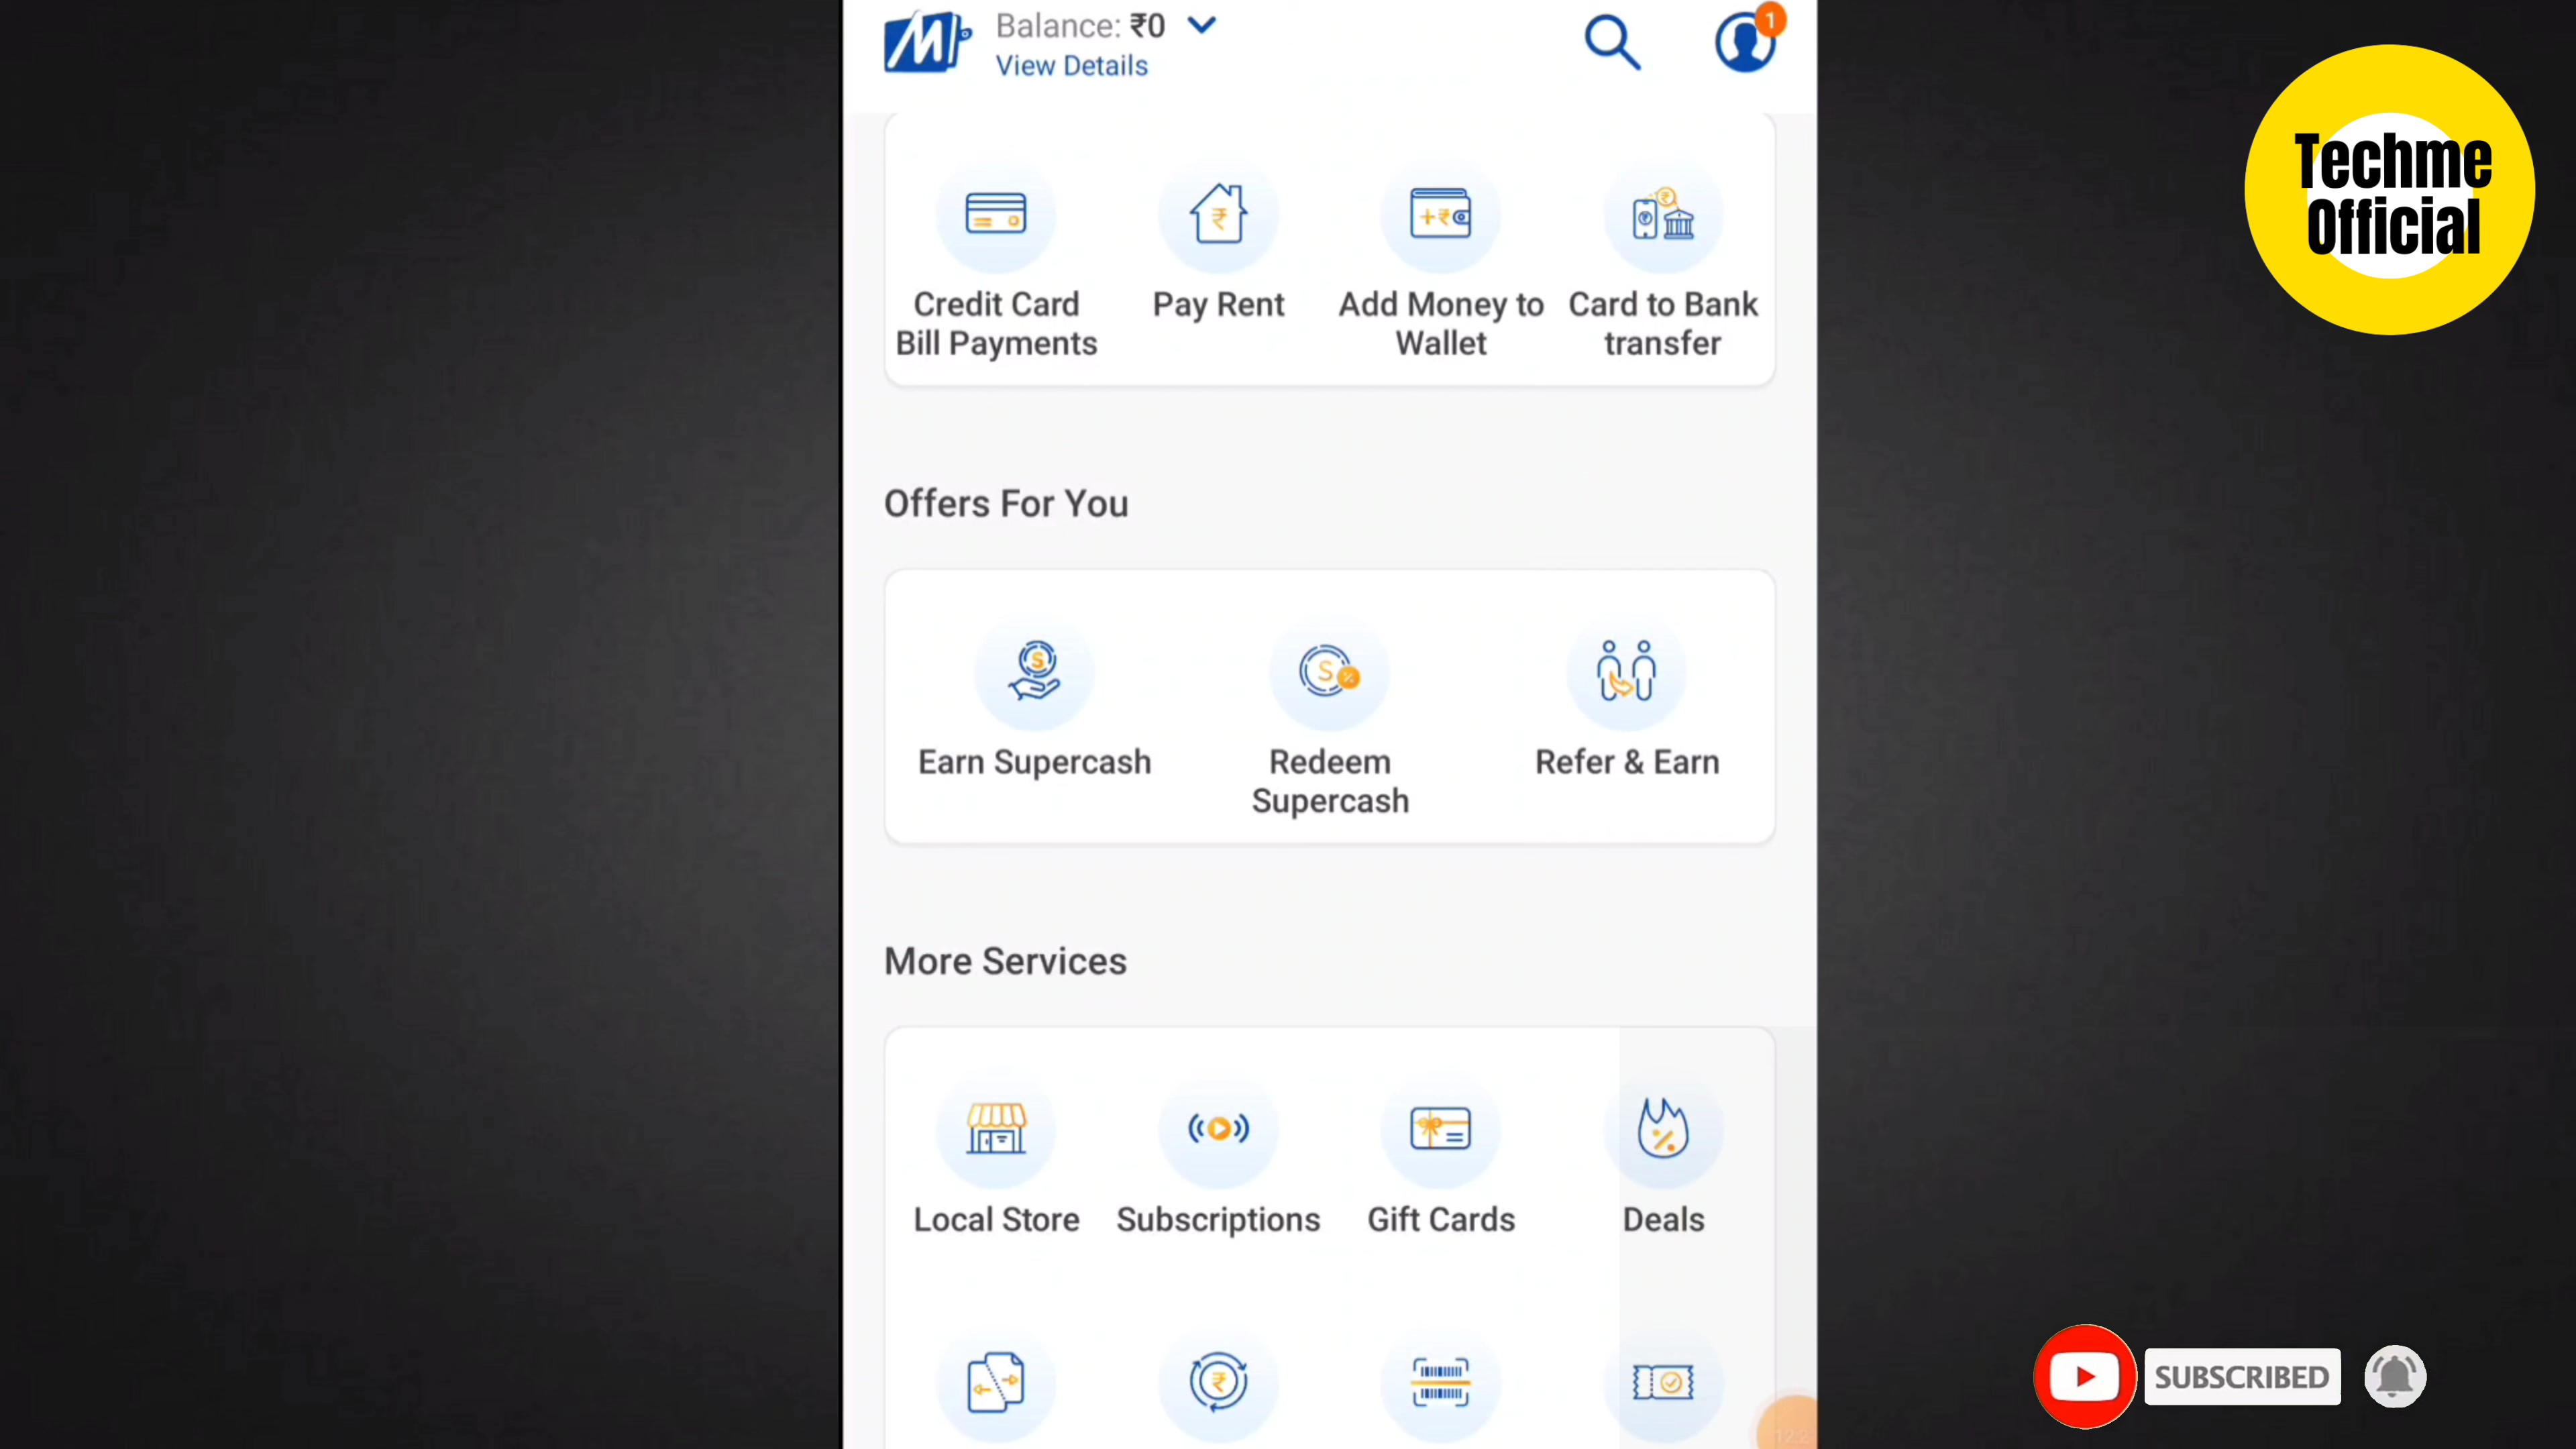 Balance: ₹0
View Details
1
Techme
Official
Credit Card
Bill Payments
Pay Rent
Add Money to
Wallet
Card to Bank
transfer
Offers For You
Earn Supercash
Redeem
Supercash
Refer & Earn
More Services
Local Store
Subscriptions
Gift Cards
Deals
SUBSCRIBED